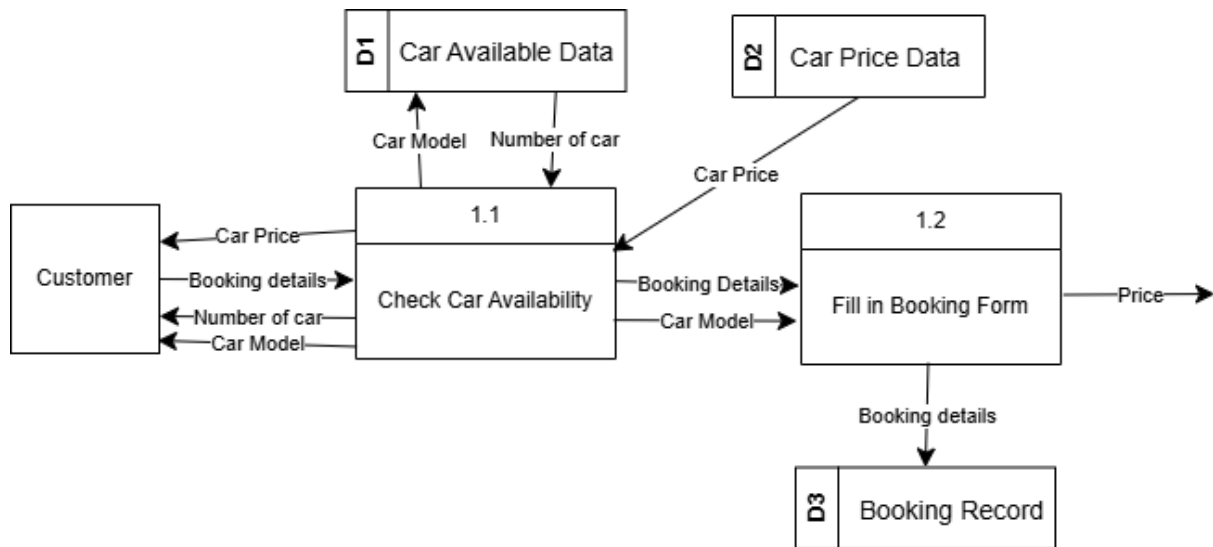 D1
Car Available Data
D2
Car Price Data
Car Model
Number of car
Car Price
1.1
1.2
Car Price
Customer
Booking details
Check Car Availability
Booking Details
Fill in Booking Form
Price
Number of car
Car Model
Car Model
Booking details
D3
Booking Record